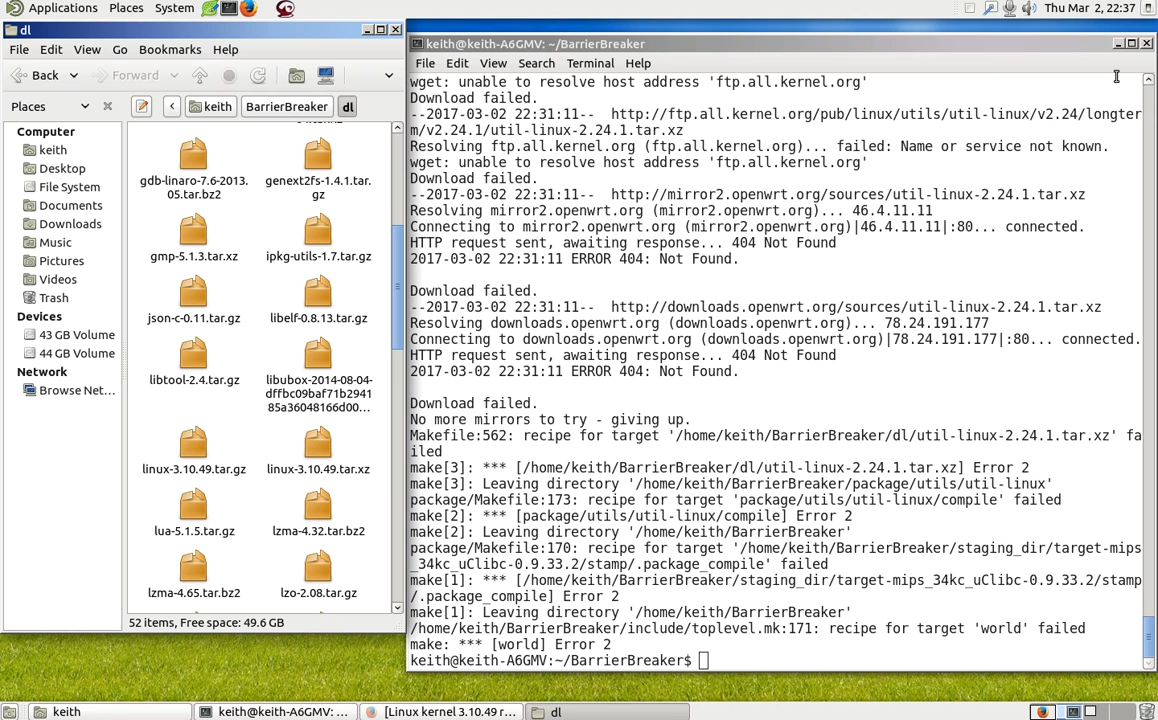 Applications Places System Thu Mar 2, 22:37
dl
File Edit View Go Bookmarks Help
Back Forward
Places keith BarrierBreaker dl
Computer
keith
Desktop
File System
Documents
Downloads
Music
Pictures
Videos
Trash
Devices
43 GB Volume
44 GB Volume
Network
Browse Net...
gdb-linaro-7.6-2013.
05.tar.bz2
genext2fs-1.4.1.tar.
gz
gmp-5.1.3.tar.xz
ipkg-utils-1.7.tar.gz
json-c-0.11.tar.gz
libelf-0.8.13.tar.gz
libtool-2.4.tar.gz
libubox-2014-08-04-
dffbc09baf71b2941
85a36048166d00...
linux-3.10.49.tar.gz
linux-3.10.49.tar.xz
lua-5.1.5.tar.gz
lzma-4.32.tar.bz2
lzma-4.65.tar.bz2
lzo-2.08.tar.gz
52 items, Free space: 49.6 GB
keith@keith-A6GMV: ~/BarrierBreaker
File Edit View Search Terminal Help
wget: unable to resolve host address 'ftp.all.kernel.org'
Download failed.
--2017-03-02 22:31:11-- http://ftp.all.kernel.org/pub/linux/utils/util-linux/v2.24/longter
m/v2.24.1/util-linux-2.24.1.tar.xz
Resolving ftp.all.kernel.org (ftp.all.kernel.org)... failed: Name or service not known.
wget: unable to resolve host address 'ftp.all.kernel.org'
Download failed.
--2017-03-02 22:31:11-- http://mirror2.openwrt.org/sources/util-linux-2.24.1.tar.xz
Resolving mirror2.openwrt.org (mirror2.openwrt.org)... 46.4.11.11
Connecting to mirror2.openwrt.org (mirror2.openwrt.org)|46.4.11.11|:80... connected.
HTTP request sent, awaiting response... 404 Not Found
2017-03-02 22:31:11 ERROR 404: Not Found.
Download failed.
--2017-03-02 22:31:11-- http://downloads.openwrt.org/sources/util-linux-2.24.1.tar.xz
Resolving downloads.openwrt.org (downloads.openwrt.org)... 78.24.191.177
Connecting to downloads.openwrt.org (downloads.openwrt.org)|78.24.191.177|:80... connected.
HTTP request sent, awaiting response... 404 Not Found
2017-03-02 22:31:11 ERROR 404: Not Found.
Download failed.
No more mirrors to try - giving up.
Makefile:562: recipe for target '/home/keith/BarrierBreaker/dl/util-linux-2.24.1.tar.xz' fa
iled
make[3]: *** [/home/keith/BarrierBreaker/dl/util-linux-2.24.1.tar.xz] Error 2
make[3]: Leaving directory '/home/keith/BarrierBreaker/package/utils/util-linux'
package/Makefile:173: recipe for target 'package/utils/util-linux/compile' failed
make[2]: *** [package/utils/util-linux/compile] Error 2
make[2]: Leaving directory '/home/keith/BarrierBreaker'
package/Makefile:170: recipe for target '/home/keith/BarrierBreaker/staging_dir/target-mips
_34kc_uClibc-0.9.33.2/stamp/.package_compile' failed
make[1]: *** [/home/keith/BarrierBreaker/staging_dir/target-mips_34kc_uClibc-0.9.33.2/stamp
/.package_compile] Error 2
make[1]: Leaving directory '/home/keith/BarrierBreaker'
/home/keith/BarrierBreaker/include/toplevel.mk:171: recipe for target 'world' failed
make: *** [world] Error 2
keith@keith-A6GMV:~/BarrierBreaker$
keith keith@keith-A6GMV: ... [Linux kernel 3.10.49 r... dl